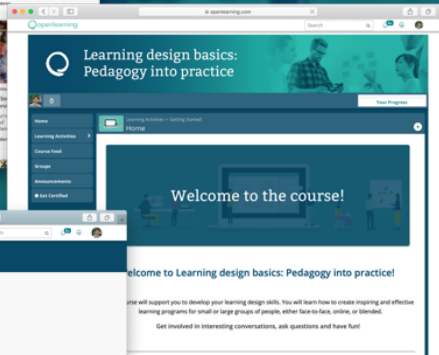 openlearning.com
openlearning
Search
Learning design basics:
Pedagogy into practice
0
Your Progress
Home
Learning Activities
Course Feed
Groups
Announcements
Get Certified
Learning Activities > Getting Started
Home
Welcome to the course!
elcome to Learning design basics: Pedagogy into practice!
urse will support you to develop your learning design skills. You will learn how to create inspiring and effective
learning programs for small or large groups of people, either face-to-face, online, or blended.
Get involved in interesting conversations, ask questions and have fun!